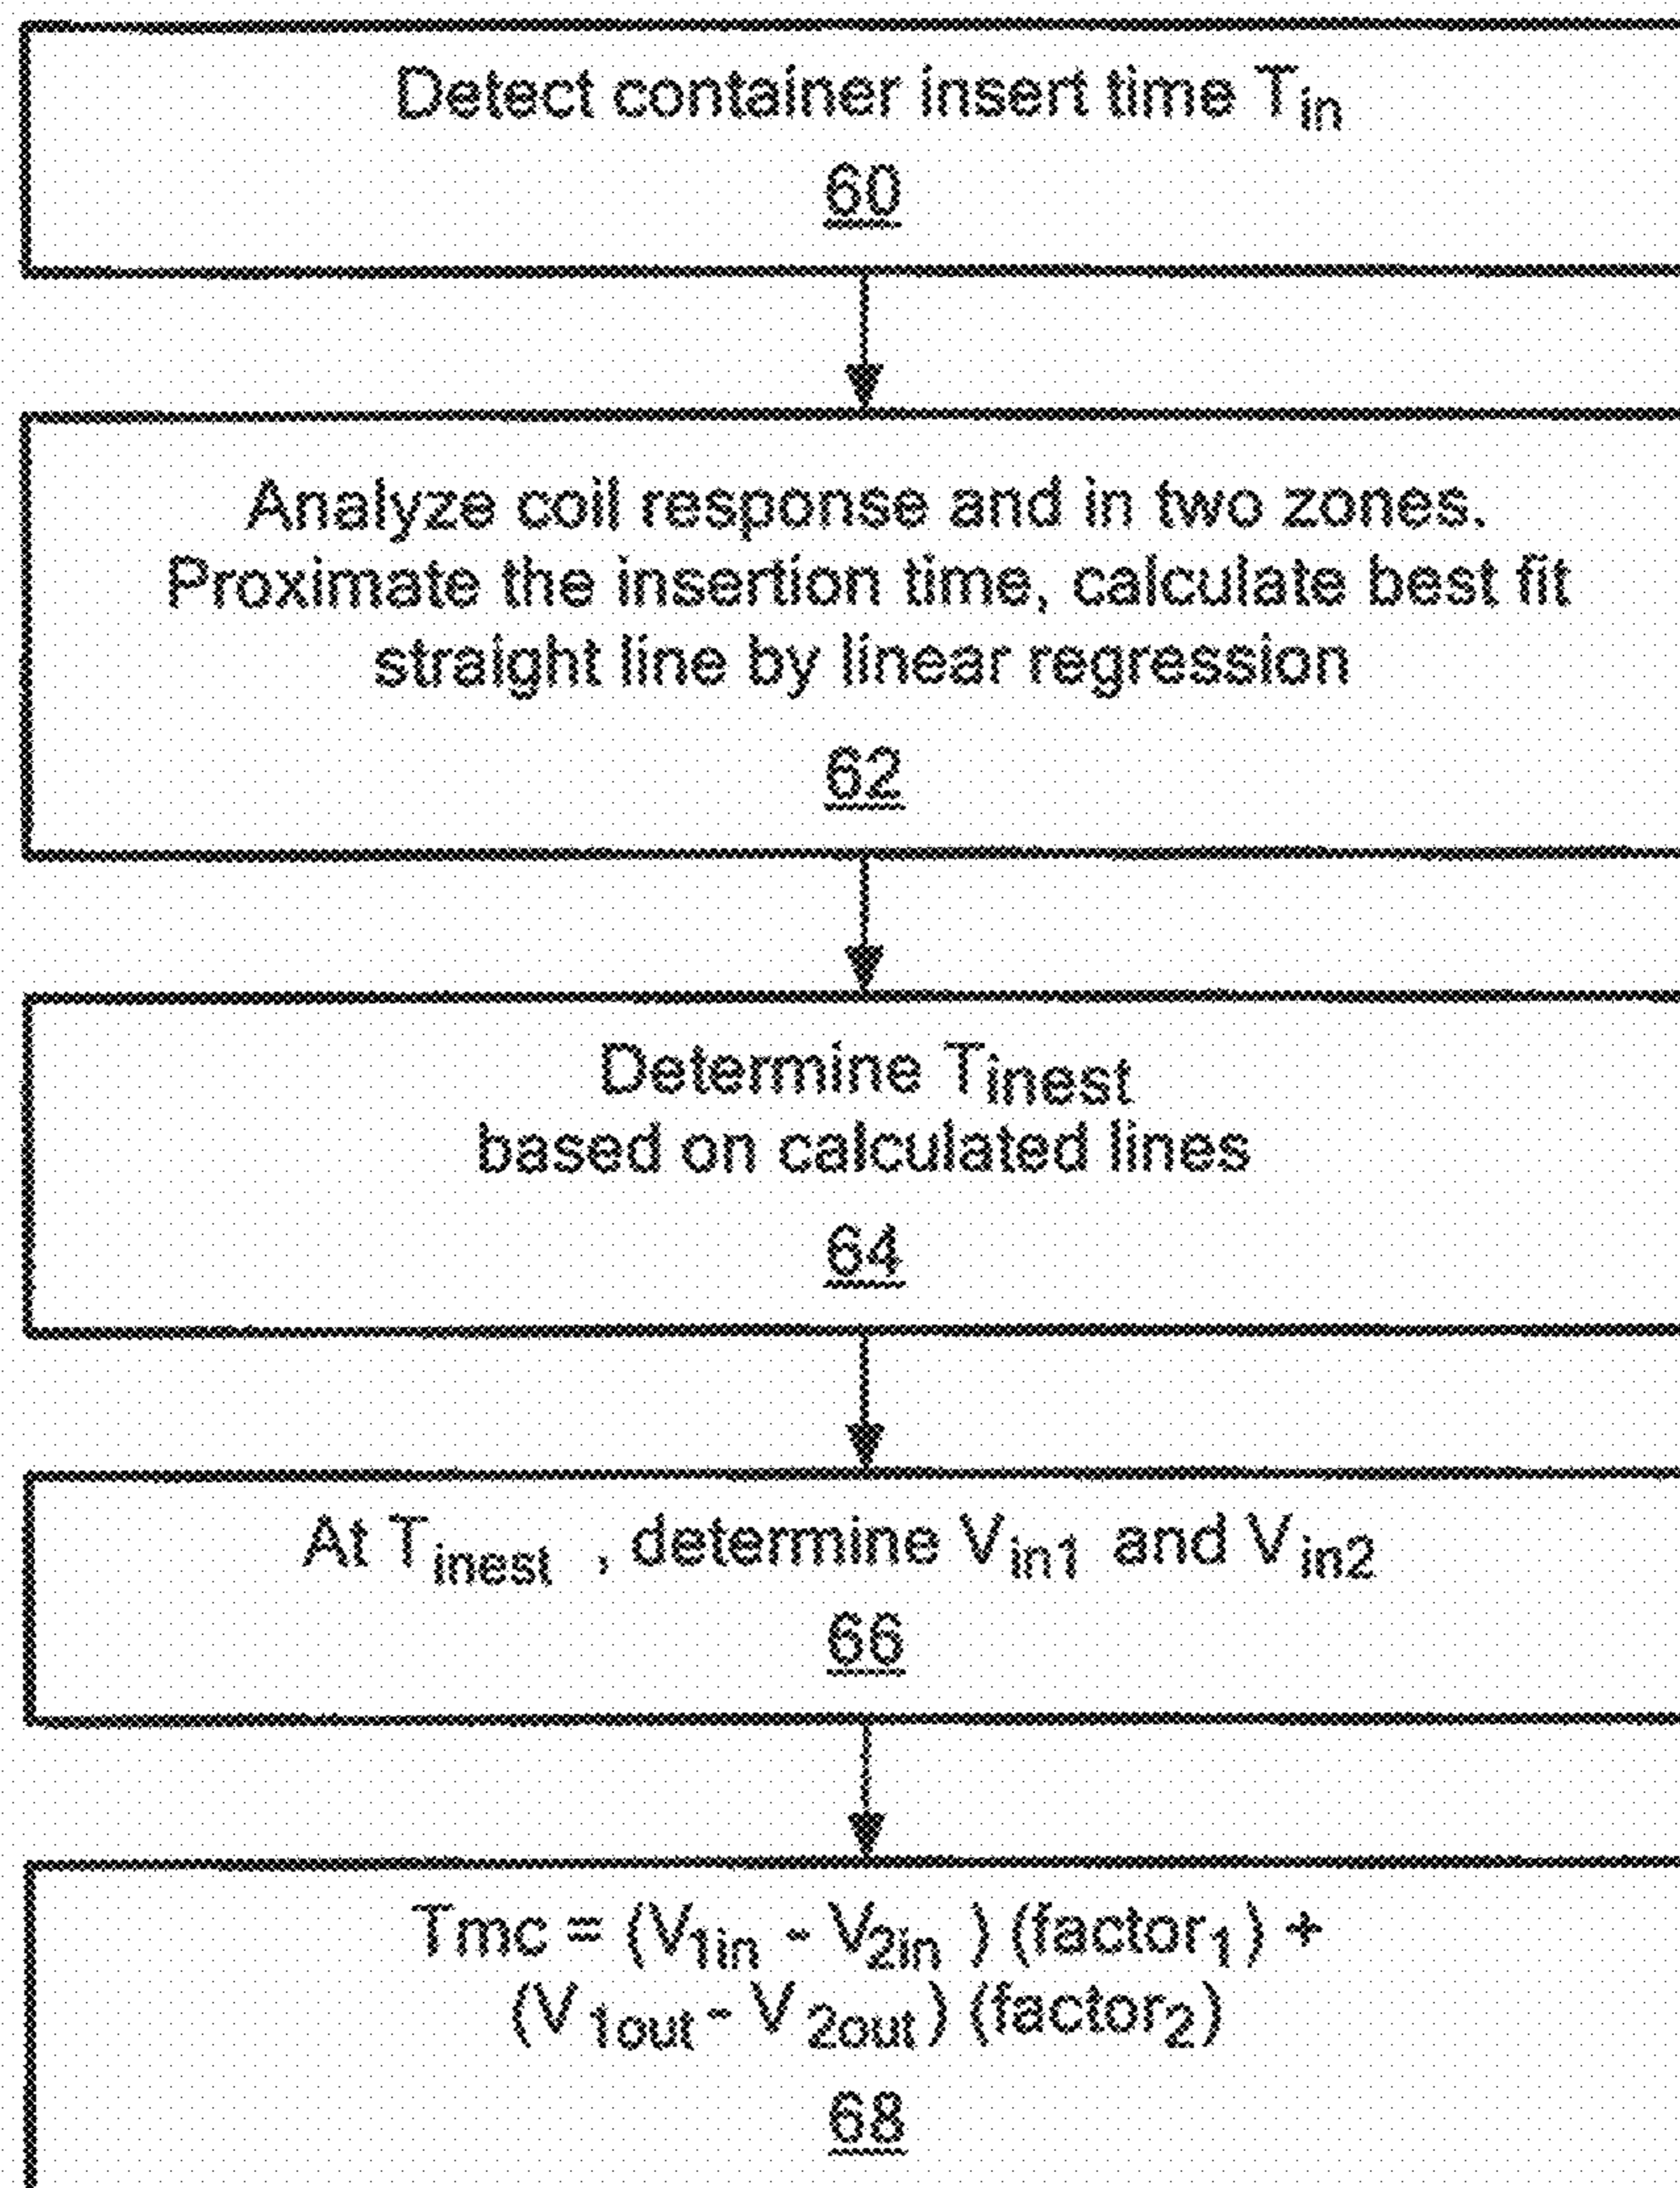 Detect container insert time Tin
60
Analyze coil response and in two zones.
Proximate the insertion time, calculate best fit
straight line by linear regression
62
Determine Tinest
based on calculated lines
64
At Tinest , determine Vin1 and Vin2
66
Tmc = (V1in - V2in ) (factor1) +
(V1out - V2out) (factor2)
68